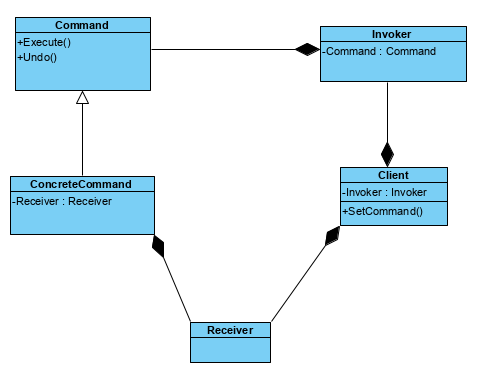 Command
+Execute()
+Undo()
Invoker
-Command : Command
ConcreteCommand
-Receiver : Receiver
Client
-Invoker : Invoker
+SetCommand()
Receiver